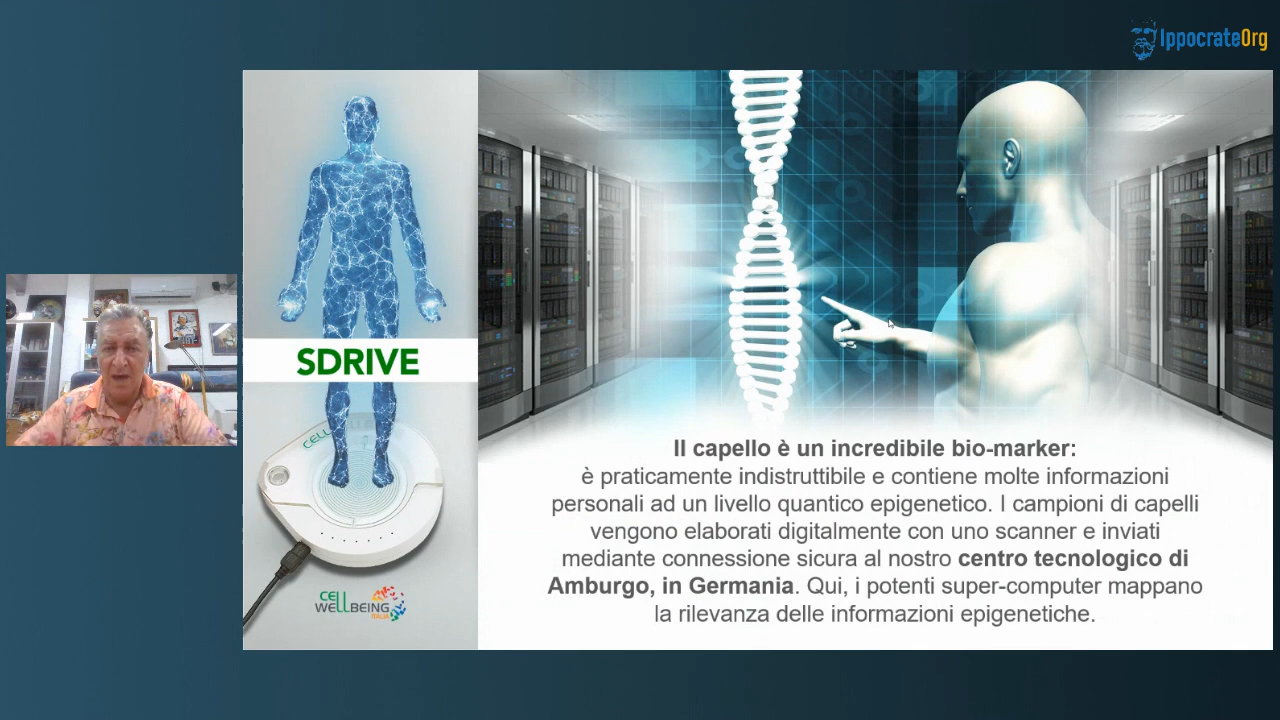 IppocrateOrg
SDRIVE
CELL
CELL
WELLBEING
ITALIA
Il capello è un incredibile bio-marker:
è praticamente indistruttibile e contiene molte informazioni
personali ad un livello quantico epigenetico. I campioni di capelli
vengono elaborati digitalmente con uno scanner e inviati
mediante connessione sicura al nostro centro tecnologico di
Amburgo, in Germania. Qui, i potenti super-computer mappano
la rilevanza delle informazioni epigenetiche.